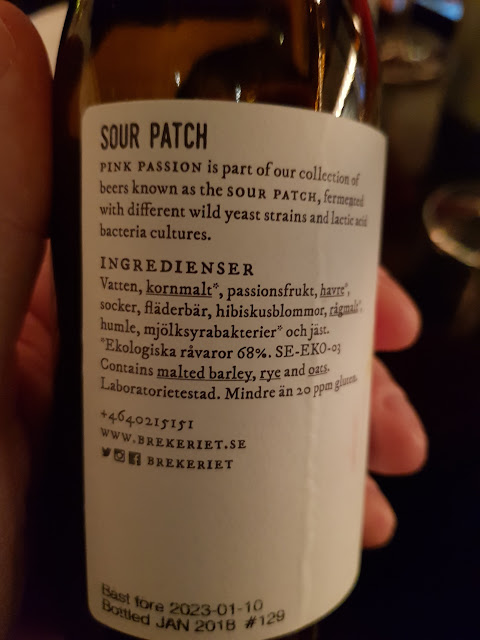 SOUR PATCH
PINK PASSION is part of our collection of
beers known as the SOUR PATCH, fermented
with different wild yeast strains and lactic acid
bacteria cultures.
INGREDIENSER
Vatten, kornmalt*, passionsfrukt, havre*,
socker, fläderbär, hibiskusblommor, rågmalt*,
humle, mjölksyrabakterier* och jäst.
*Ekologiska råvaror 68%. SE-EKO-03
Contains malted barley, rye and oats.
Laboratorietestad. Mindre än 20 ppm gluten.
+4640215151
WWW.BREKERIET.SE
BREKERIET
Bäst före 2023-01-10
Bottled JAN 2018 #129